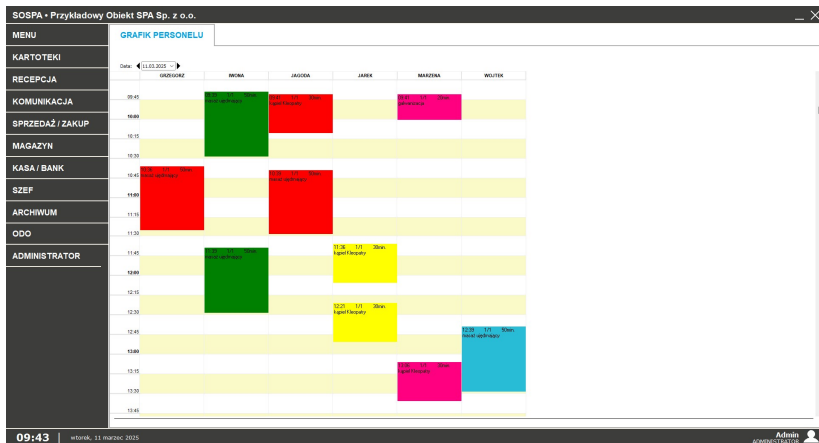 SOSPA • Przykładowy Obiekt SPA Sp. z o.o.
MENU
KARTOTEKI
RECEPCJA
KOMUNIKACJA
SPRZEDAŻ / ZAKUP
MAGAZYN
KASA / BANK
SZEF
ARCHIWUM
ODO
ADMINISTRATOR
GRAFIK PERSONELU
Data: 11.03.2025
GRZEGORZ IWONA JAGODA JAREK MARZENA WOJTEK
09:45
10:00
10:15
10:30
10:45
11:00
11:15
11:30
11:36 1/1 30min.
kąpiel Kleopatry
11:45
12:00
12:15
12:21 1/1 30min.
kąpiel Kleopatry
12:30
12:39 1/1 50min.
masaż ujędrniający
12:45
13:00
13:15
13:30
13:45
09:43 | wtorek, 11 marzec 2025
Admin
ADMINISTRATOR